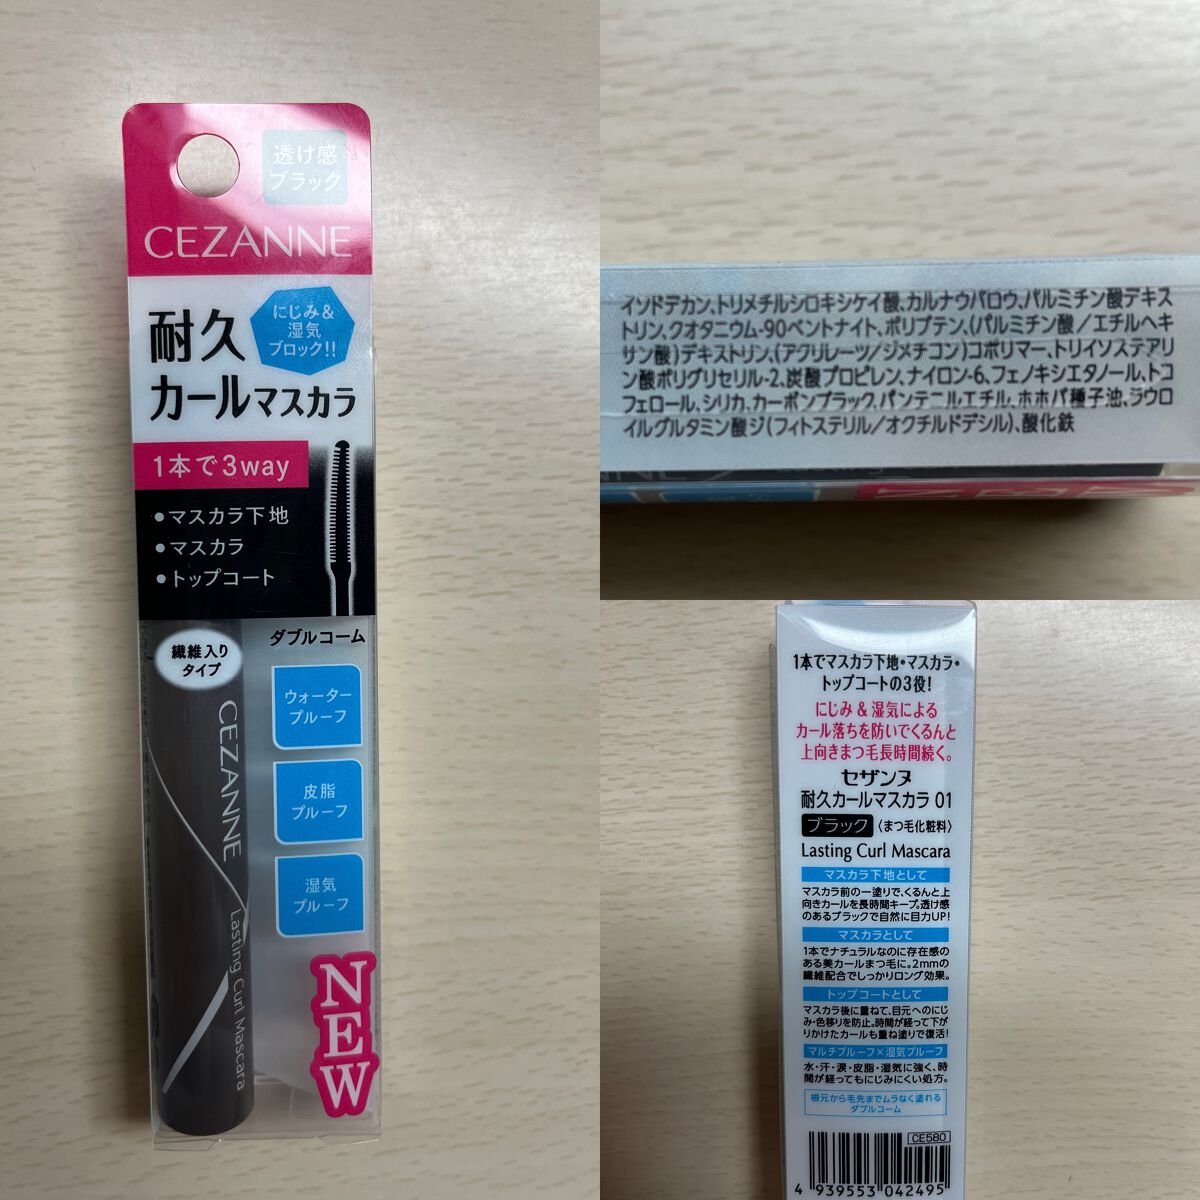 透け感
ブラック
CEZANNE
耐久
カールマスカラ
にじみ&
湿気
ブロック!!
1本で3way
•マスカラ下地
•マスカラ
•トップコート
ダブルコーム
繊維入り
タイプ
ウォーター
プルーフ
皮脂
プルーフ
湿気
プルーフ
CEZANNE
Lasting Curl Mascara
NEW
イソドデカン、トリメチルシロキシケイ酸、カルナウバロウ、パルミチン酸デキス
トリン、クオタニウム-90ベントナイト、ポリブテン、(パルミチン酸/エチルヘキ
サン酸)デキストリン、(アクリレーツ/ジメチコン)コポリマー、トリイソステアリ
ン酸ポリグリセリル-2、炭酸プロピレン、ナイロン-6、フェノキシエタノール、トコ
フェロール、シリカ、カーボンブラック、パンテニルエチル、ホホバ種子油、ラウロ
イルグルタミン酸ジ(フィトステリル/オクチルドデシル)、酸化鉄
1本でマスカラ下地・マスカラ・
トップコートの3役!
にじみ&湿気による
カール落ちを防いでくるんと
上向きまつ毛長時間続く。
セザンヌ
耐久カールマスカラ 01
ブラック 〈まつ毛化粧料〉
Lasting Curl Mascara
マスカラ下地として
マスカラ前の一塗りで、くるんと上
向きカールを長時間キープ。透け感
のあるブラックで自然に目力UP!
マスカラとして
1本でナチュラルなのに存在感の
ある美カールまつ毛に。2mmの
繊維配合でしっかりロング効果。
トップコートとして
マスカラ後に重ねて、目元へのにじ
み・色移りを防止。時間が経って下が
りかけたカールも重ね塗りで復活!
マルチプルーフ×湿気プルーフ
水・汗・涙・皮脂・湿気に強く、時
間が経ってもにじみにくい処方。
根元から毛先までムラなく塗れる
ダブルコーム
CE580
4 939553 042495